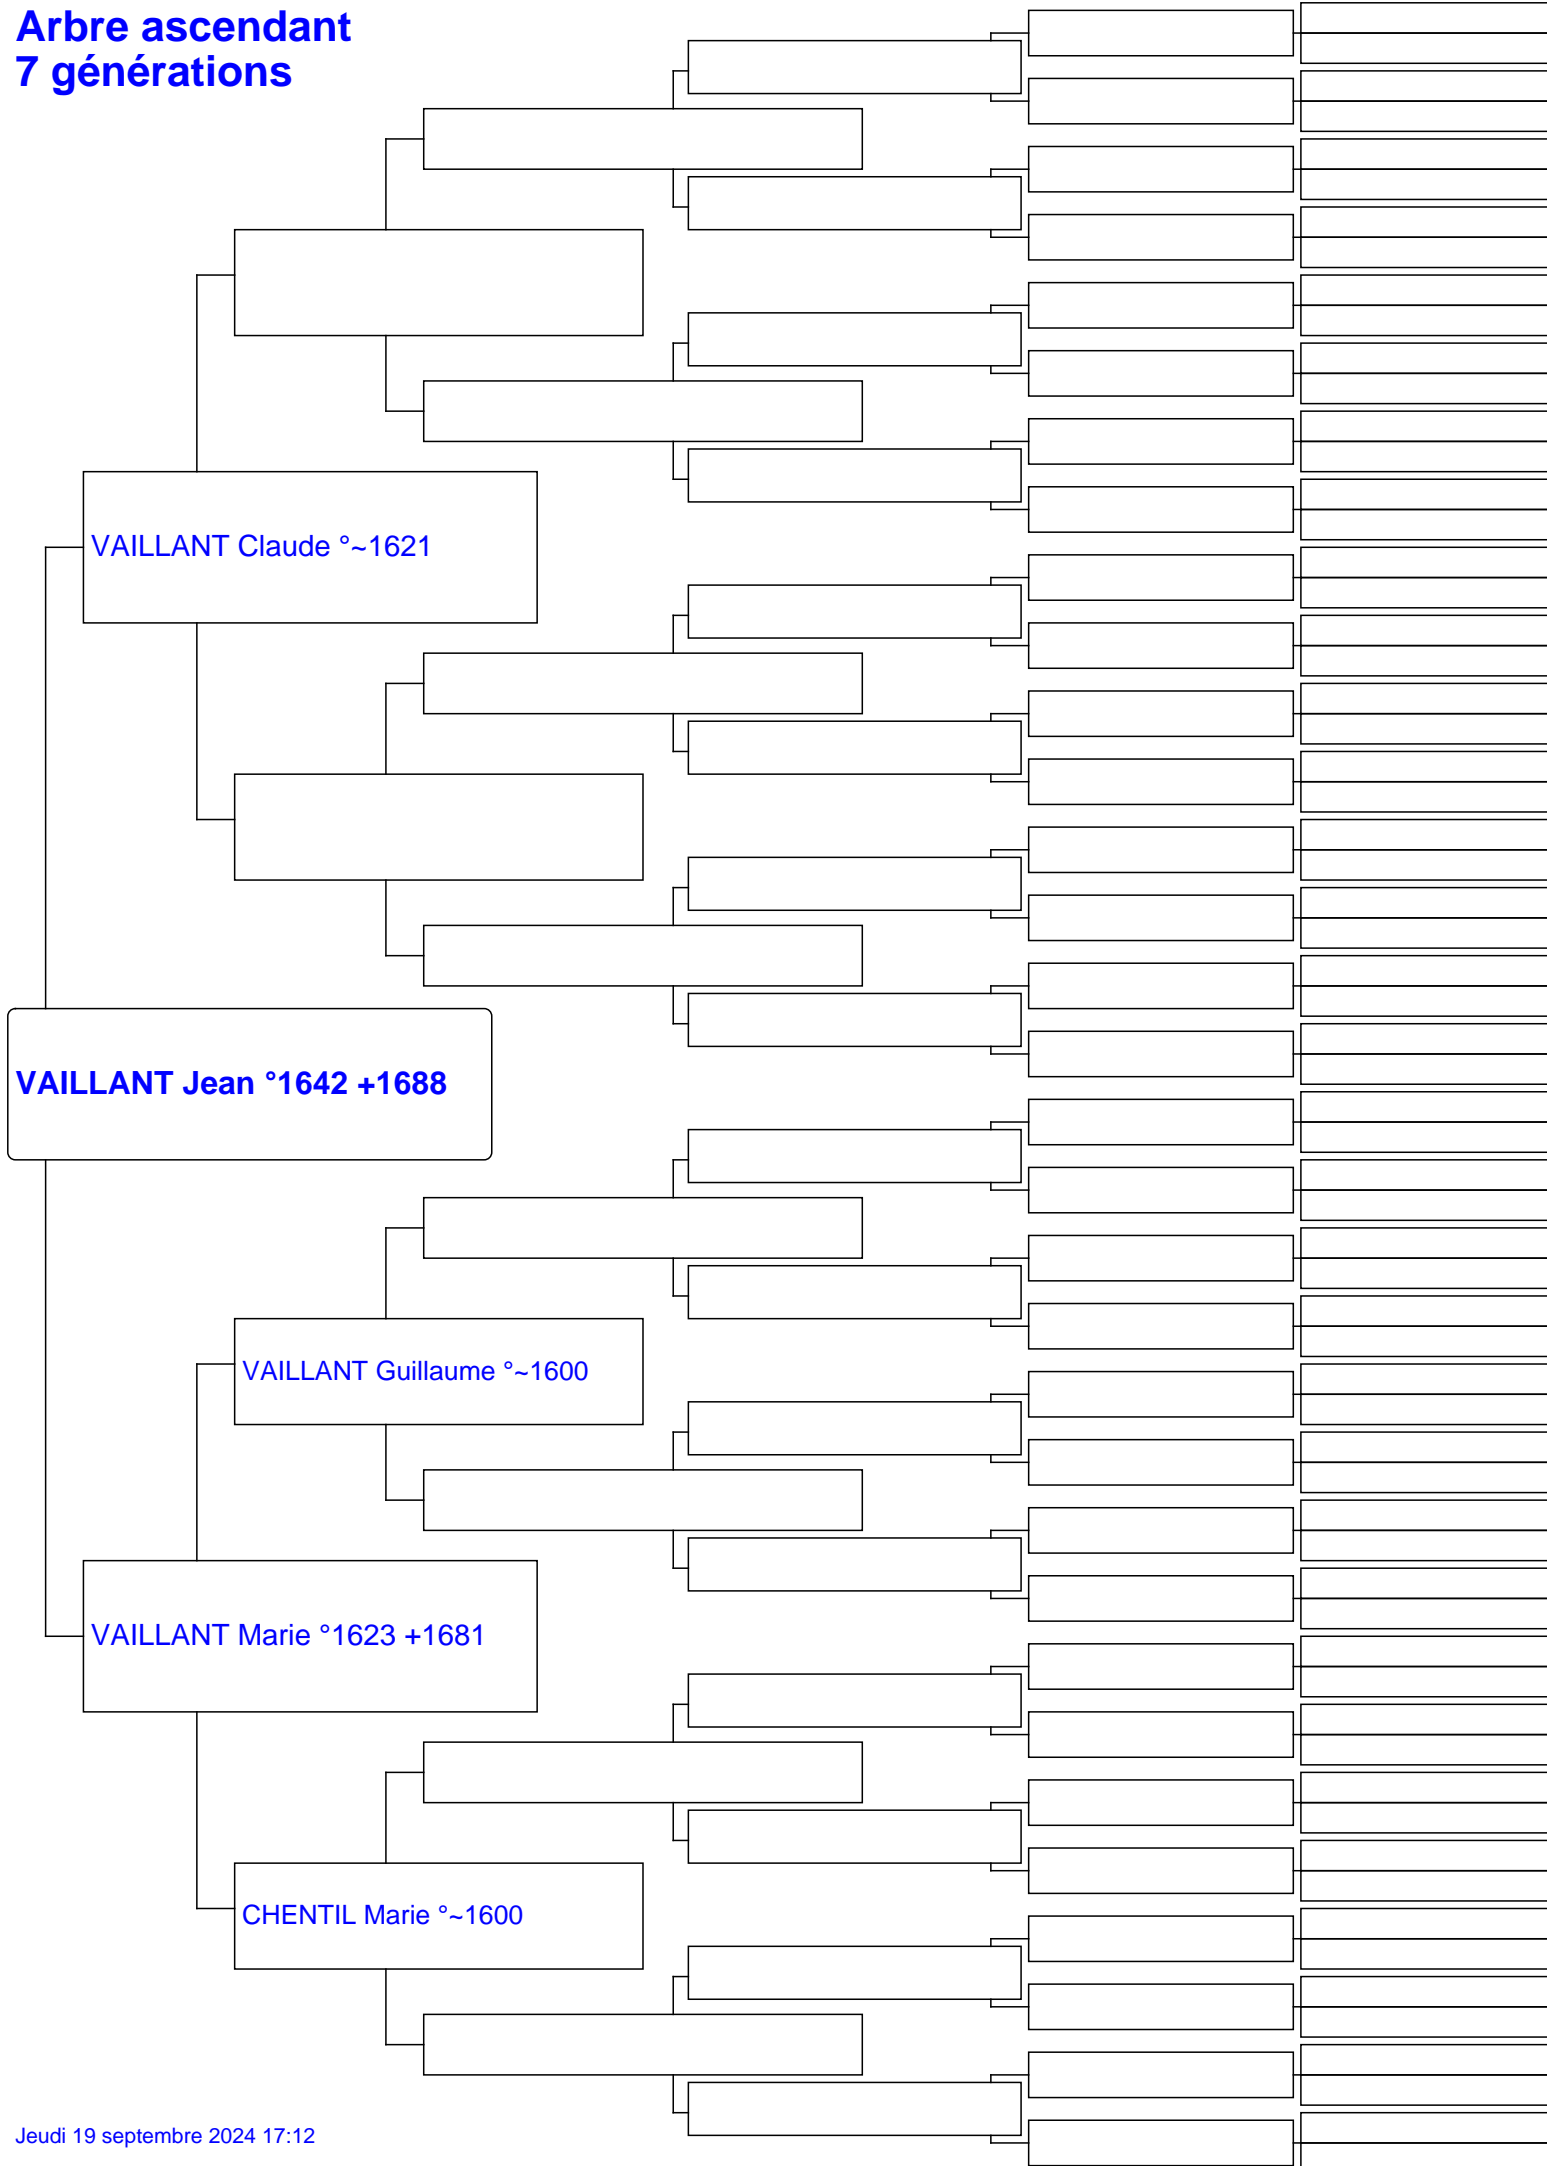 Arbre ascendant
7 générations
VAILLANT Claude °~1621
VAILLANT Jean °1642 +1688
VAILLANT Guillaume °~1600
VAILLANT Marie °1623 +1681
CHENTIL Marie °~1600
Jeudi 19 septembre 2024 17:12